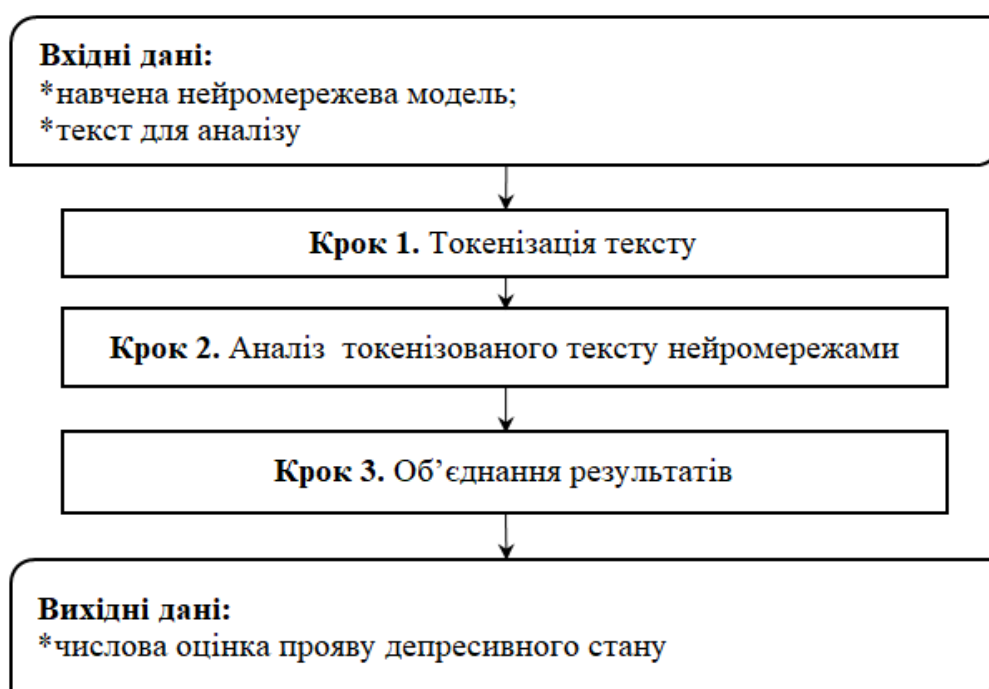 Вхідні дані:
*навчена нейромережева модель;
*текст для аналізу
Крок 1. Токенізація тексту
Крок 2. Аналіз токенізованого тексту нейромережами
Крок 3. Об’єднання результатів
Вихідні дані:
*числова оцінка прояву депресивного стану